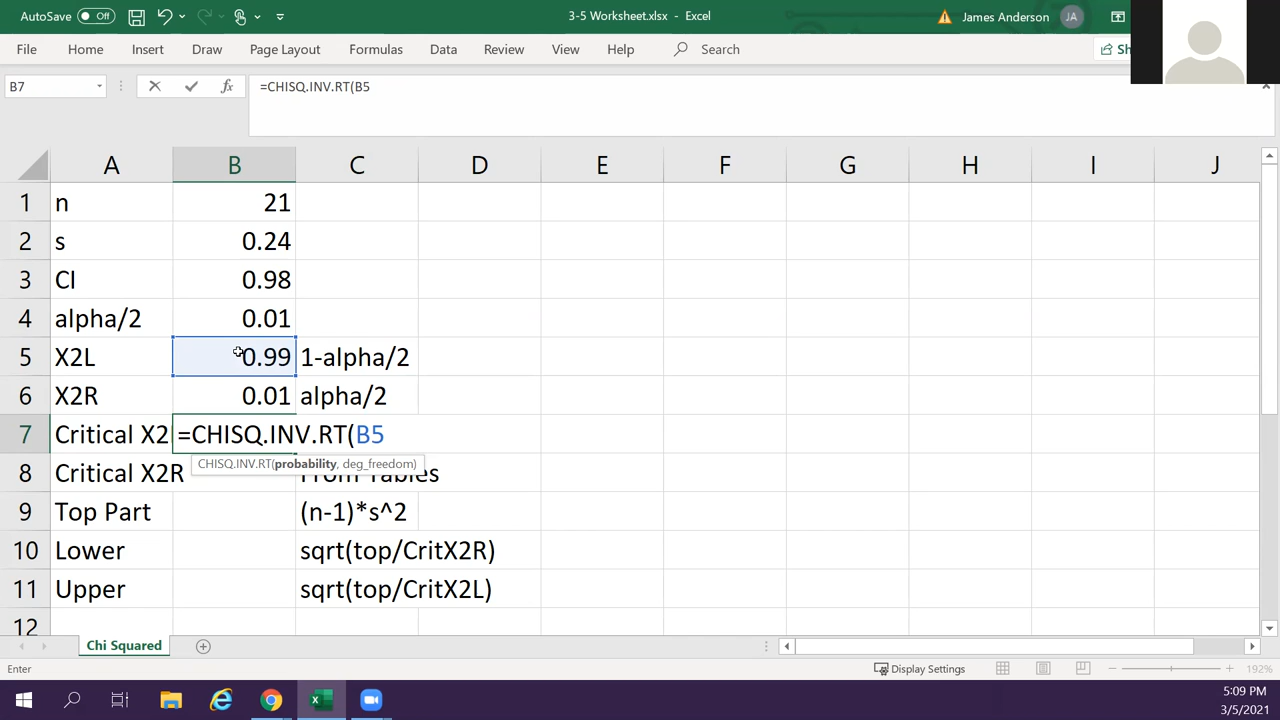 AutoSave Off 3-5 Worksheet.xlsx - Excel James Anderson JA
File Home Insert Draw Page Layout Formulas Data Review View Help Search Sh
B7 fx =CHISQ.INV.RT(B5
A B C D E F G H I J
1 n 21
2 s 0.24
3 CI 0.98
4 alpha/2 0.01
5 X2L 0.99 1-alpha/2
6 X2R 0.01 alpha/2
7 Critical X2 =CHISQ.INV.RT(B5
CHISQ.INV.RT(probability, deg_freedom)
8 Critical X2R From Tables
9 Top Part (n-1)*s^2
10 Lower sqrt(top/CritX2R)
11 Upper sqrt(top/CritX2L)
12
Chi Squared
Enter Display Settings 192%
5:09 PM
3/5/2021